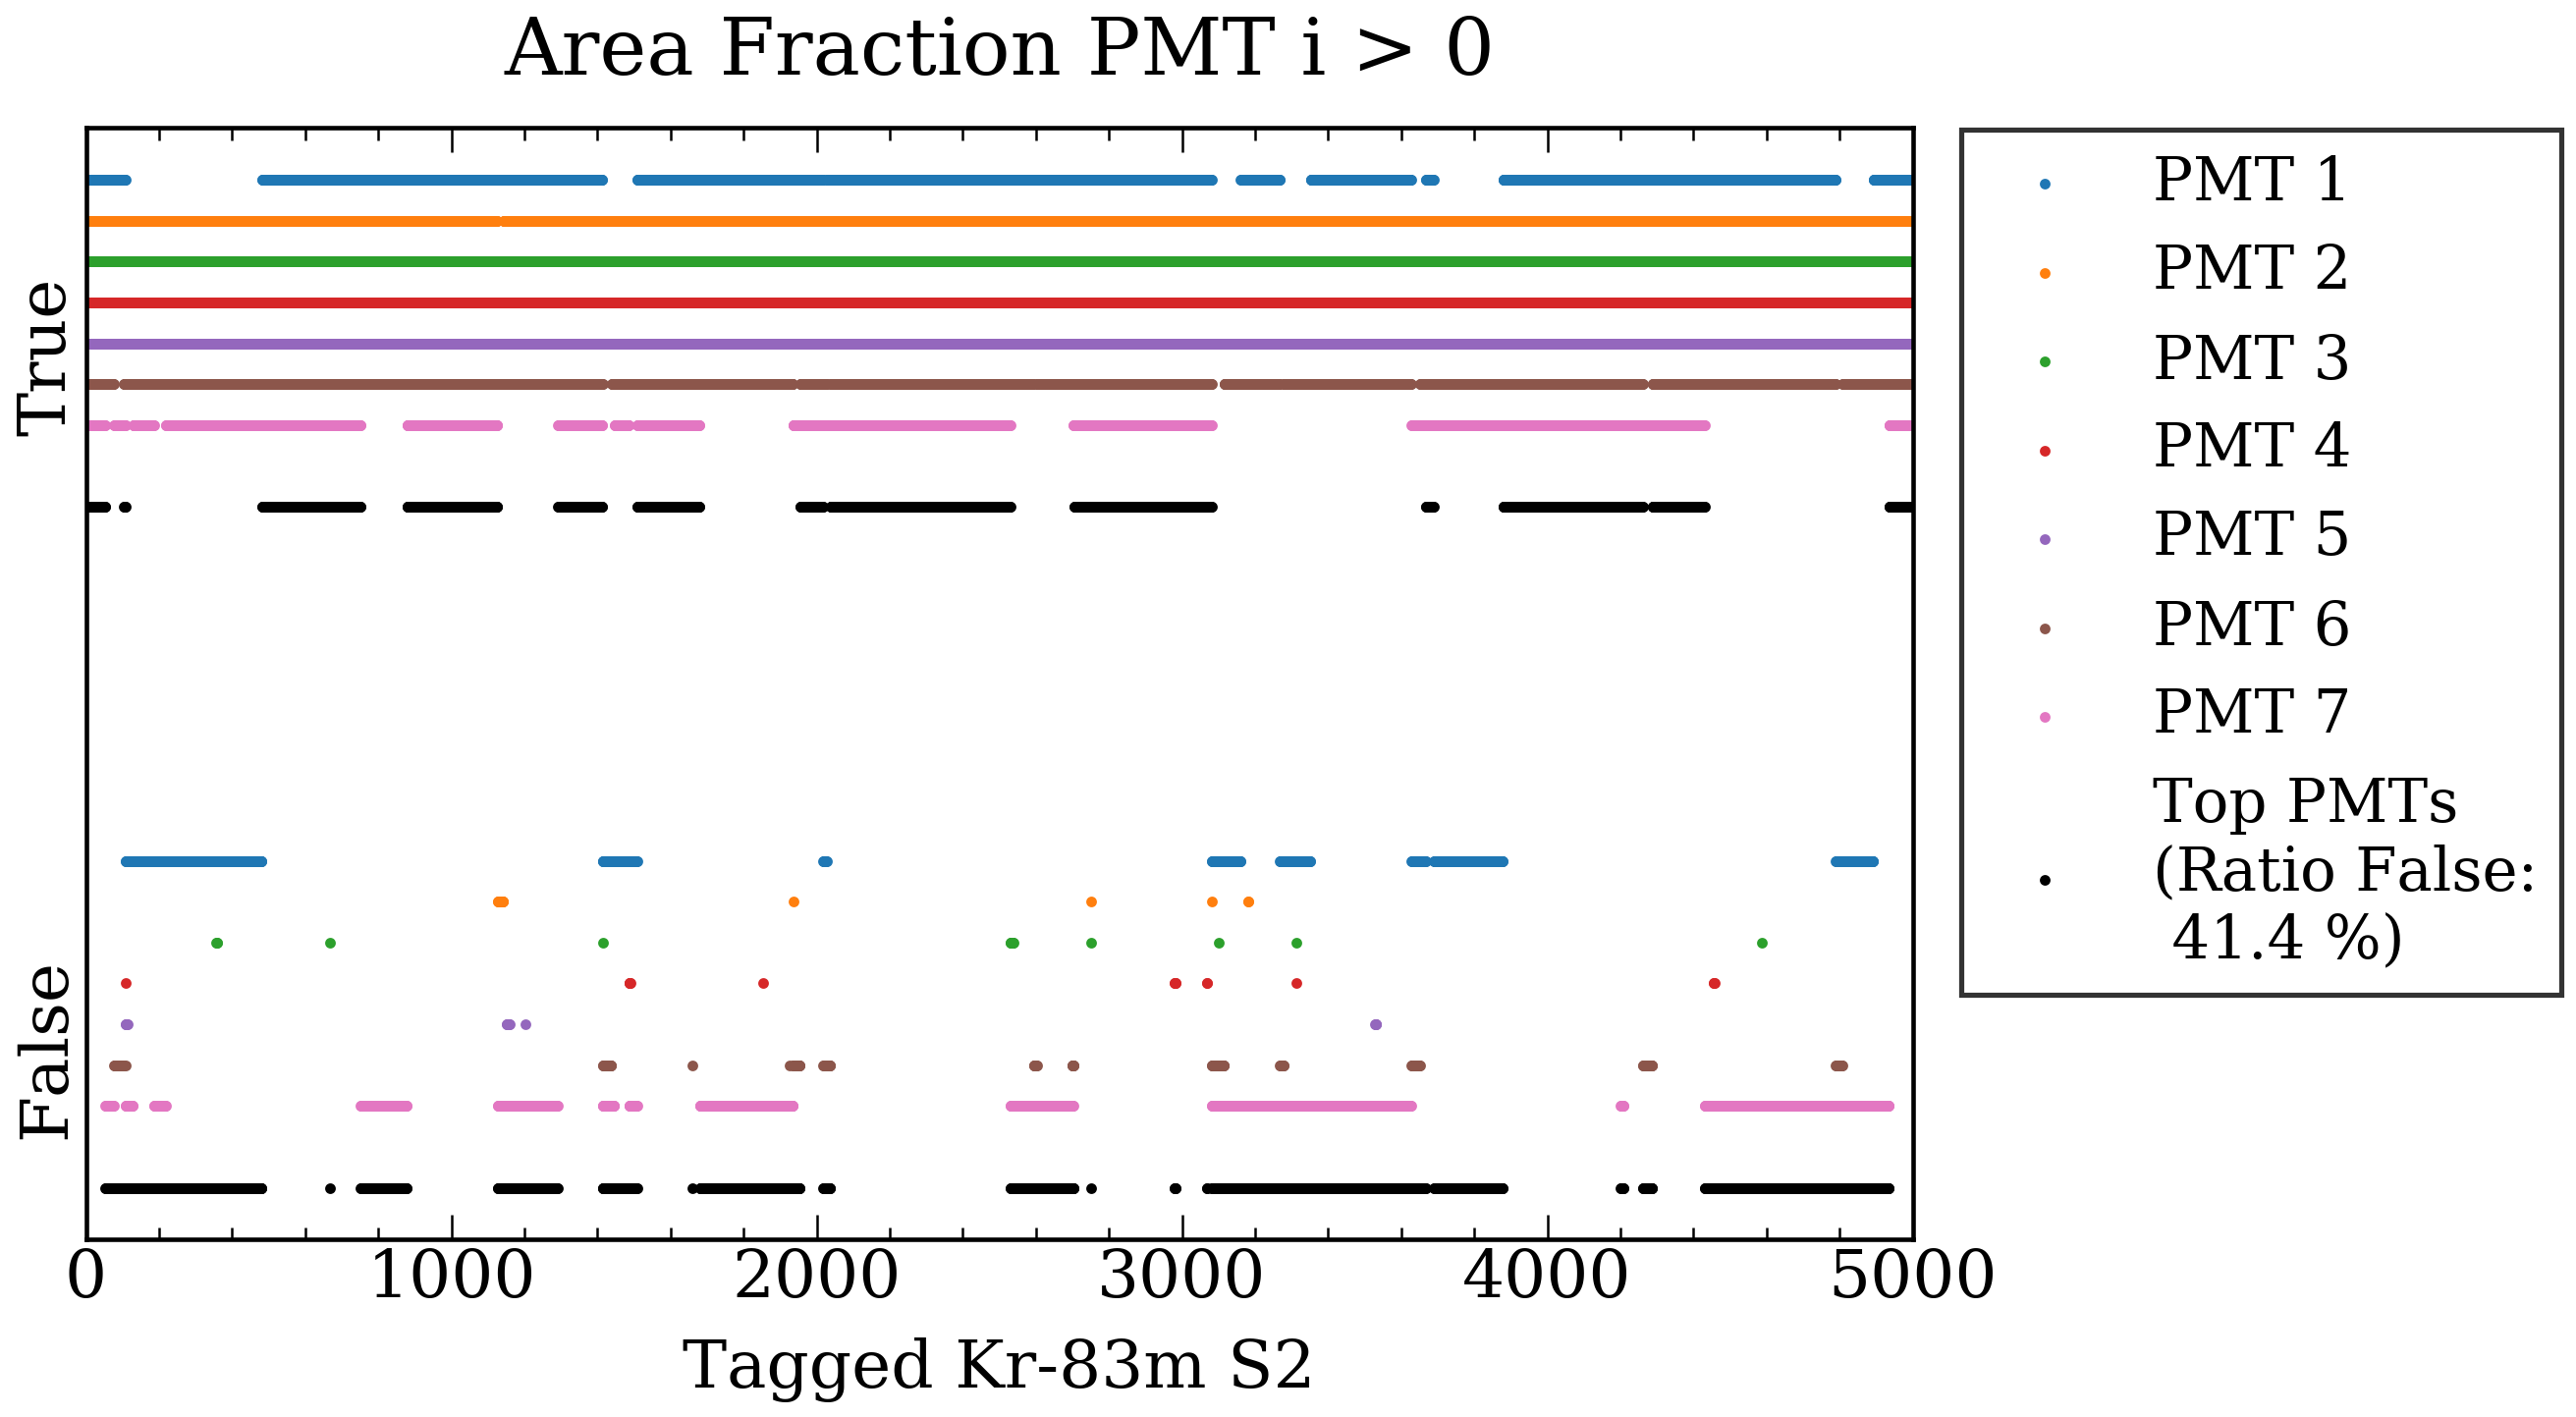 Area Fraction PMT i > 0
True
False
0 1000 2000 3000 4000 5000
Tagged Kr-83m S2
PMT 1
PMT 2
PMT 3
PMT 4
PMT 5
PMT 6
PMT 7
Top PMTs
(Ratio False:
41.4 %)